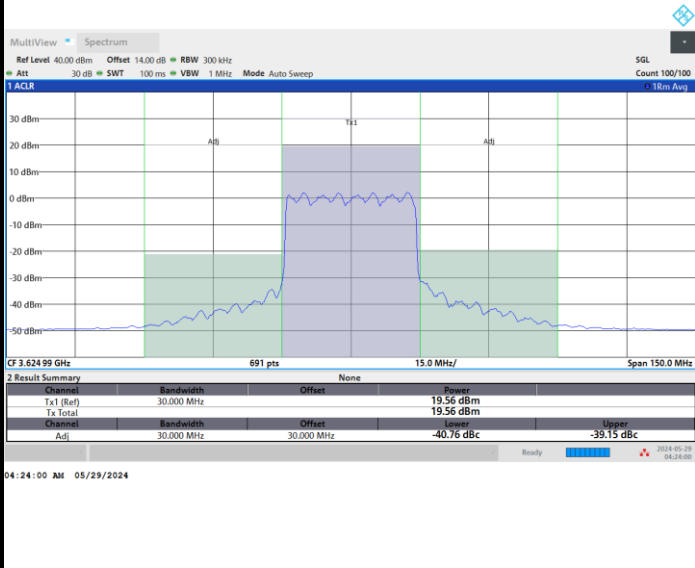 MultiView Spectrum
Ref Level 40.00 dBm Offset 14.00 dB RBW 300 kHz SGL
Att 30 dB SWT 100 ms VBW 1 MHz Mode Auto Sweep Count 100/100
1 ACLR 1Rm Avg
30 dBm
Tx1
20 dBm
Adj Adj
10 dBm
0 dBm
-10 dBm
-20 dBm
-30 dBm
-40 dBm
-50 dBm
CF 3.624 99 GHz 691 pts 15.0 MHz/ Span 150.0 MHz
2 Result Summary None
Channel Bandwidth Offset Power
Tx1 (Ref) 30.000 MHz 19.56 dBm
Tx Total 19.56 dBm
Channel Bandwidth Offset Lower Upper
Adj 30.000 MHz 30.000 MHz -40.76 dBc -39.15 dBc
Ready 2024-05-29
04:24:00
04:24:00 AM 05/29/2024